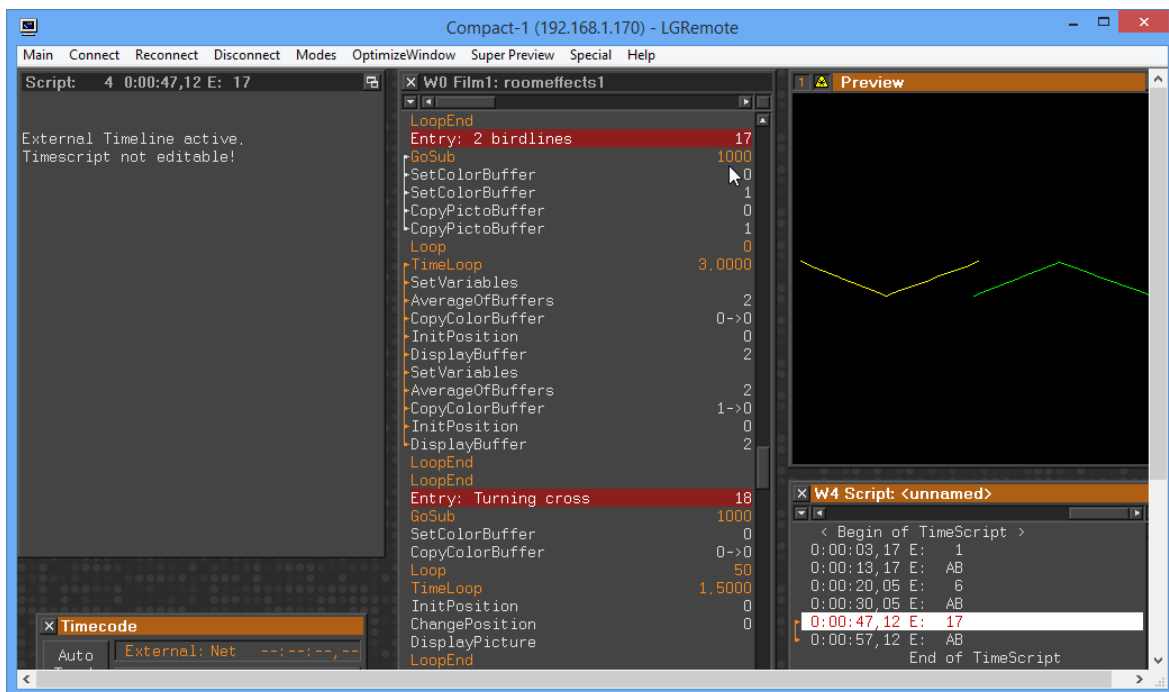 Compact-1 (192.168.1.170) - LGRemote
Main Connect Reconnect Disconnect Modes OptimizeWindow Super Preview Special Help
Script: 4 0:00:47,12 E: 17
External Timeline active,
Timescript not editable!
W0 Film1: roomeffects1
LoopEnd
Entry: 2 birdlines 17
GoSub 1000
SetColorBuffer 0
SetColorBuffer 1
CopyPictoBuffer 0
CopyPictoBuffer 1
Loop 0
TimeLoop 3,0000
SetVariables
AverageOfBuffers 2
CopyColorBuffer 0->0
InitPosition 0
DisplayBuffer 2
SetVariables
AverageOfBuffers 2
CopyColorBuffer 1->0
InitPosition 0
DisplayBuffer 2
LoopEnd
LoopEnd
Entry: Turning cross 18
GoSub 1000
SetColorBuffer 0
CopyColorBuffer 0->0
Loop 50
TimeLoop 1,5000
InitPosition 0
ChangePosition 0
DisplayPicture
LoopEnd
1 Preview
W4 Script: <unnamed>
< Begin of TimeScript >
0:00:03,17 E: 1
0:00:13,17 E: AB
0:00:20,05 E: 6
0:00:30,05 E: AB
0:00:47,12 E: 17
0:00:57,12 E: AB
End of TimeScript
Timecode
Auto
External: Net --:--:--,--